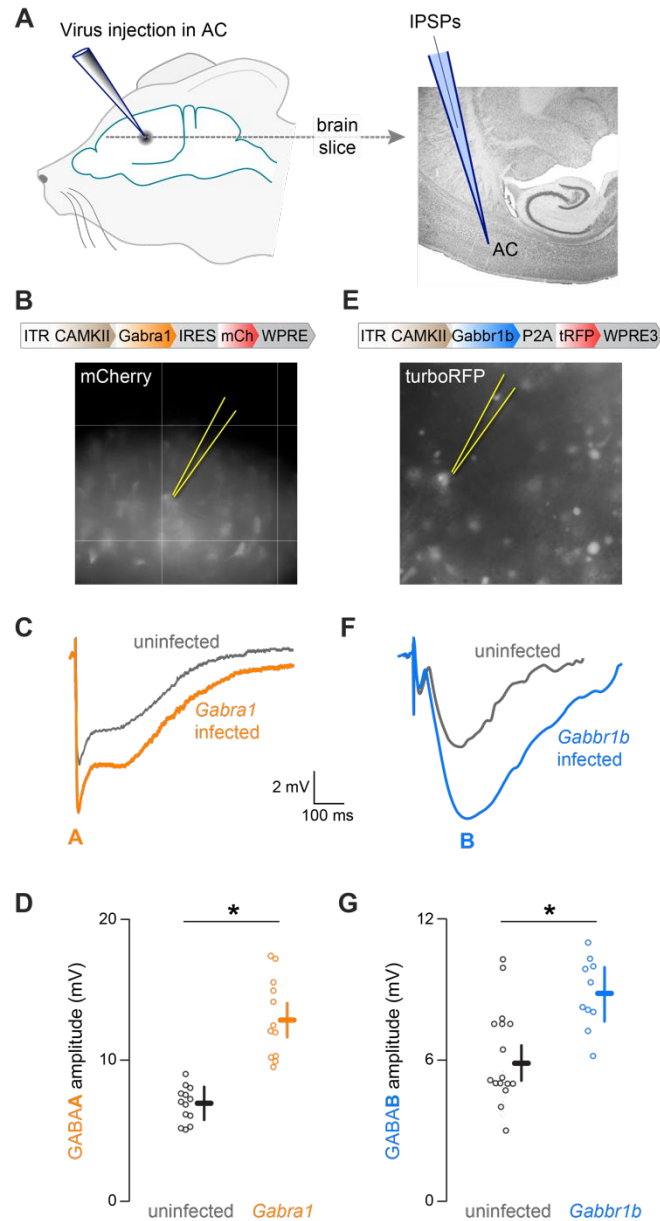 A
Virus injection in AC
IPSPs
brain
slice
AC
B
ITR CAMKII Gabra1 IRES mCh WPRE
mCherry
E
ITR CAMKII Gabbr1b P2A tRFP WPRE3
turboRFP
C
uninfected
Gabra1
infected
A
2 mV
100 ms
F
uninfected
Gabbr1b
infected
B
D
20
*
10
0
GABAA amplitude (mV)
uninfected Gabra1
G
12
*
6
0
GABAB amplitude (mV)
uninfected Gabbr1b